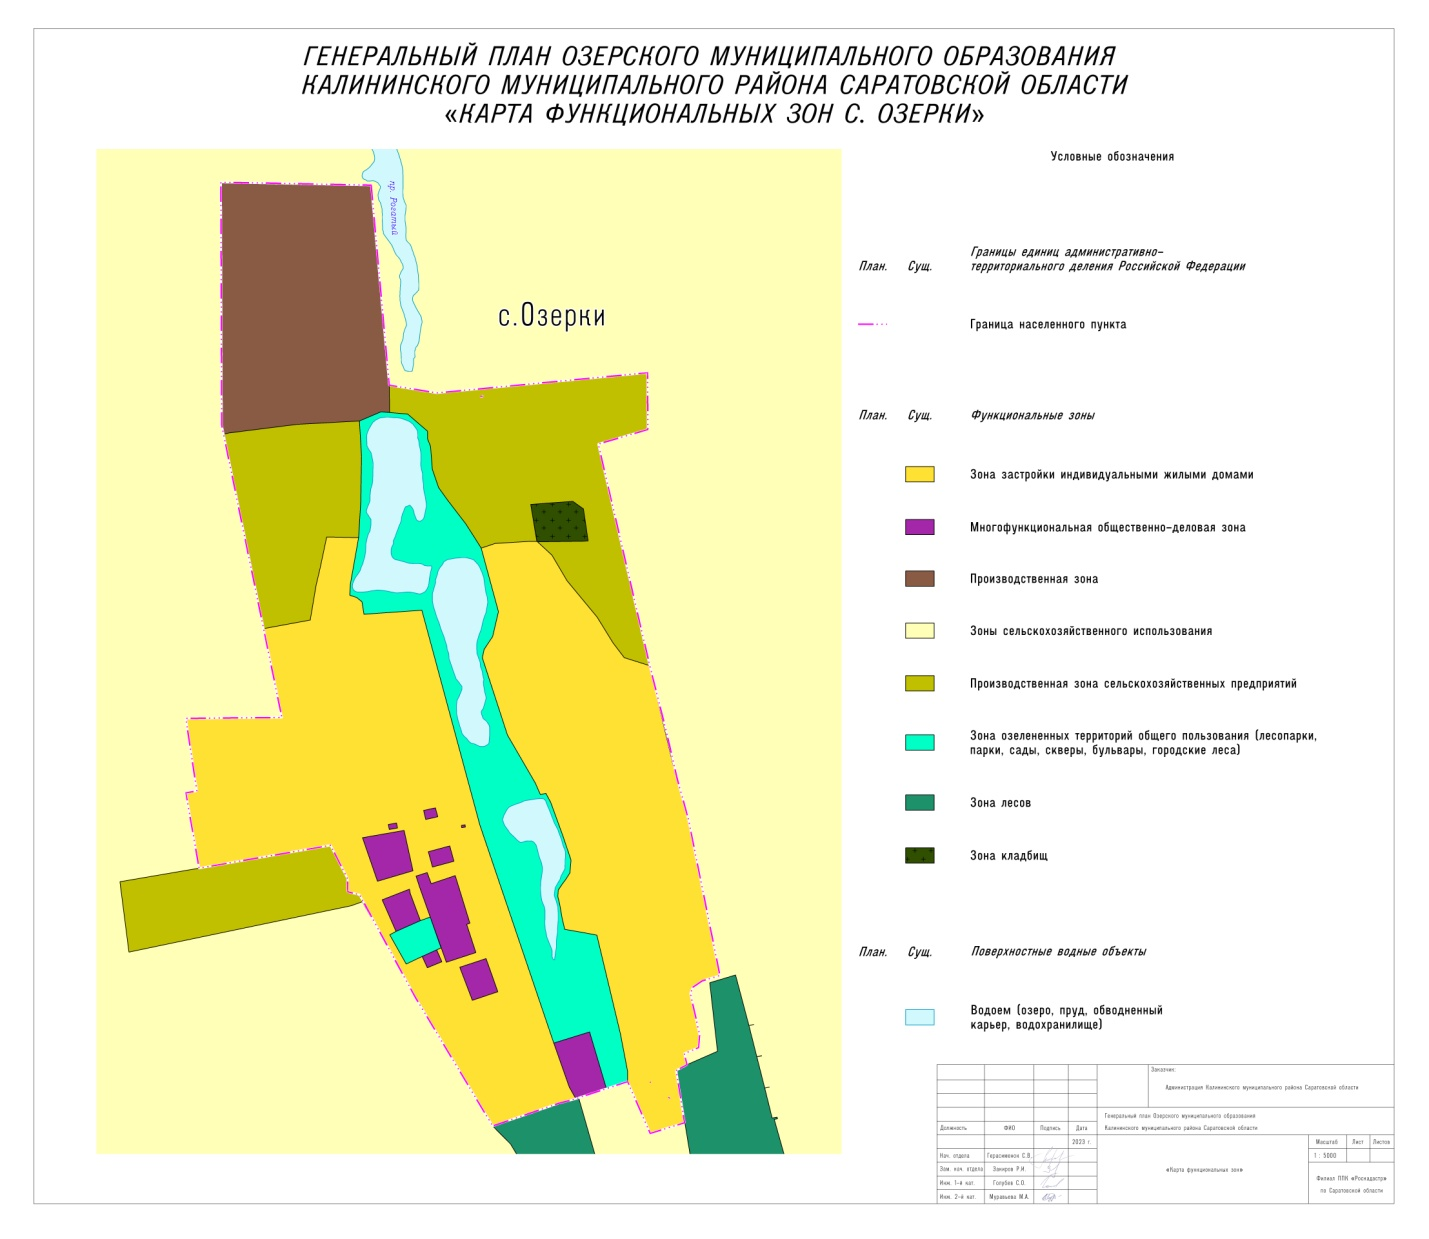 ГЕНЕРАЛЬНЫЙ ПЛАН ОЗЕРСКОГО МУНИЦИПАЛЬНОГО ОБРАЗОВАНИЯ
КАЛИНИНСКОГО МУНИЦИПАЛЬНОГО РАЙОНА САРАТОВСКОЙ ОБЛАСТИ
«КАРТА ФУНКЦИОНАЛЬНЫХ ЗОН С. ОЗЕРКИ»
пр. Рогатый
с.Озерки
Условные обозначения
План. Сущ. Границы единиц административно-
территориального деления Российской Федерации
Граница населенного пункта
План. Сущ. Функциональные зоны
Зона застройки индивидуальными жилыми домами
Многофункциональная общественно-деловая зона
Производственная зона
Зоны сельскохозяйственного использования
Производственная зона сельскохозяйственных предприятий
Зона озелененных территорий общего пользования (лесопарки,
парки, сады, скверы, бульвары, городские леса)
Зона лесов
Зона кладбищ
План. Сущ. Поверхностные водные объекты
Водоем (озеро, пруд, обводненный
карьер, водохранилище)
Заказчик:
Администрация Калининского муниципального района Саратовской области
Генеральный план Озерского муниципального образования
Калининского муниципального района Саратовской области
Должность ФИО Подпись Дата
2023 г.
Масштаб Лист Листов
1 : 5000
Нач. отдела Герасимюнок С.В.
Зам. нач. отдела Закиров Р.И.
Инж. 1-й кат. Голубев С.О.
Инж. 2-й кат. Муравьева М.А.
«Карта функциональных зон»
Филиал ППК «Роскадастр»
по Саратовской области